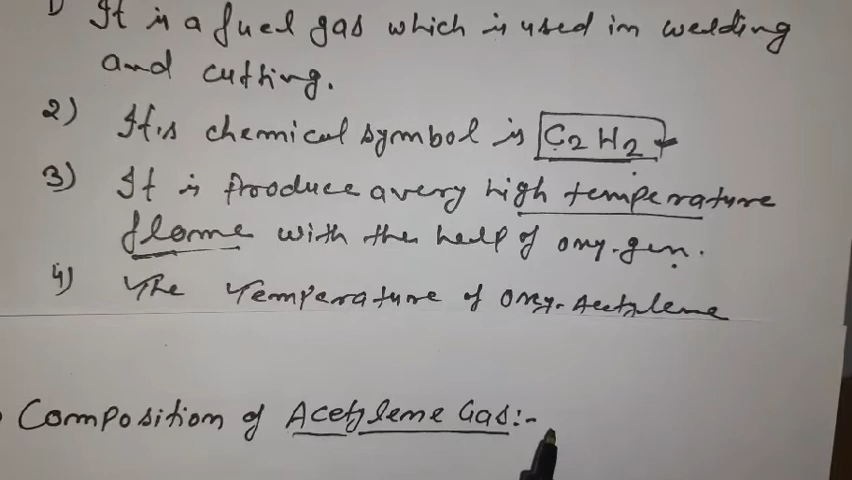 1) It is a fuel gas which is used in welding
and cutting.
2) It's chemical symbol is C2H2
3) It is produce a very high temperature
flame with the help of oxy-gen.
4) The Temperature of oxy-Acetylene
Composition of Acetylene Gas:-